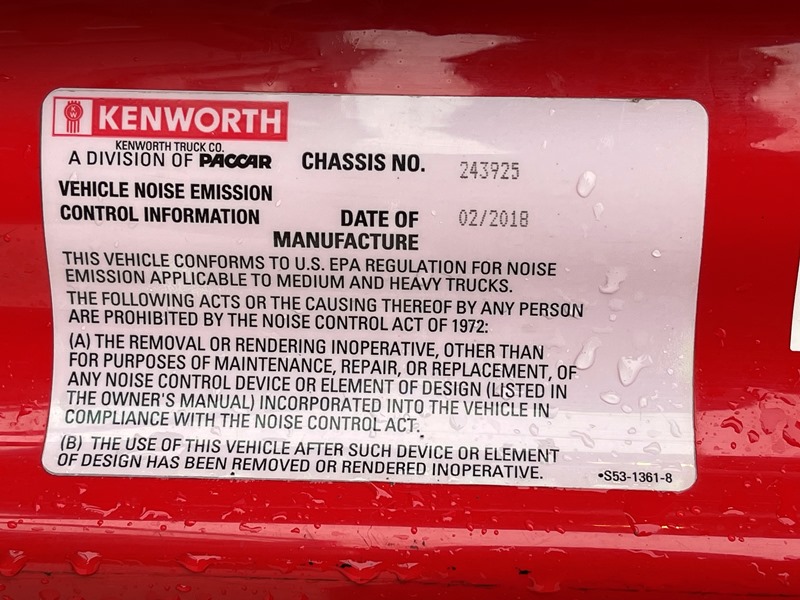 KENWORTH
KENWORTH TRUCK CO.
A DIVISION OF PACCAR
CHASSIS NO. 243925
VEHICLE NOISE EMISSION
CONTROL INFORMATION
DATE OF MANUFACTURE 02/2018
THIS VEHICLE CONFORMS TO U.S. EPA REGULATION FOR NOISE
EMISSION APPLICABLE TO MEDIUM AND HEAVY TRUCKS.
THE FOLLOWING ACTS OR THE CAUSING THEREOF BY ANY PERSON
ARE PROHIBITED BY THE NOISE CONTROL ACT OF 1972:
(A) THE REMOVAL OR RENDERING INOPERATIVE, OTHER THAN
FOR PURPOSES OF MAINTENANCE, REPAIR, OR REPLACEMENT, OF
ANY NOISE CONTROL DEVICE OR ELEMENT OF DESIGN (LISTED IN
THE OWNER'S MANUAL) INCORPORATED INTO THE VEHICLE IN
COMPLIANCE WITH THE NOISE CONTROL ACT.
(B) THE USE OF THIS VEHICLE AFTER SUCH DEVICE OR ELEMENT
OF DESIGN HAS BEEN REMOVED OR RENDERED INOPERATIVE.
•S53-1361-8